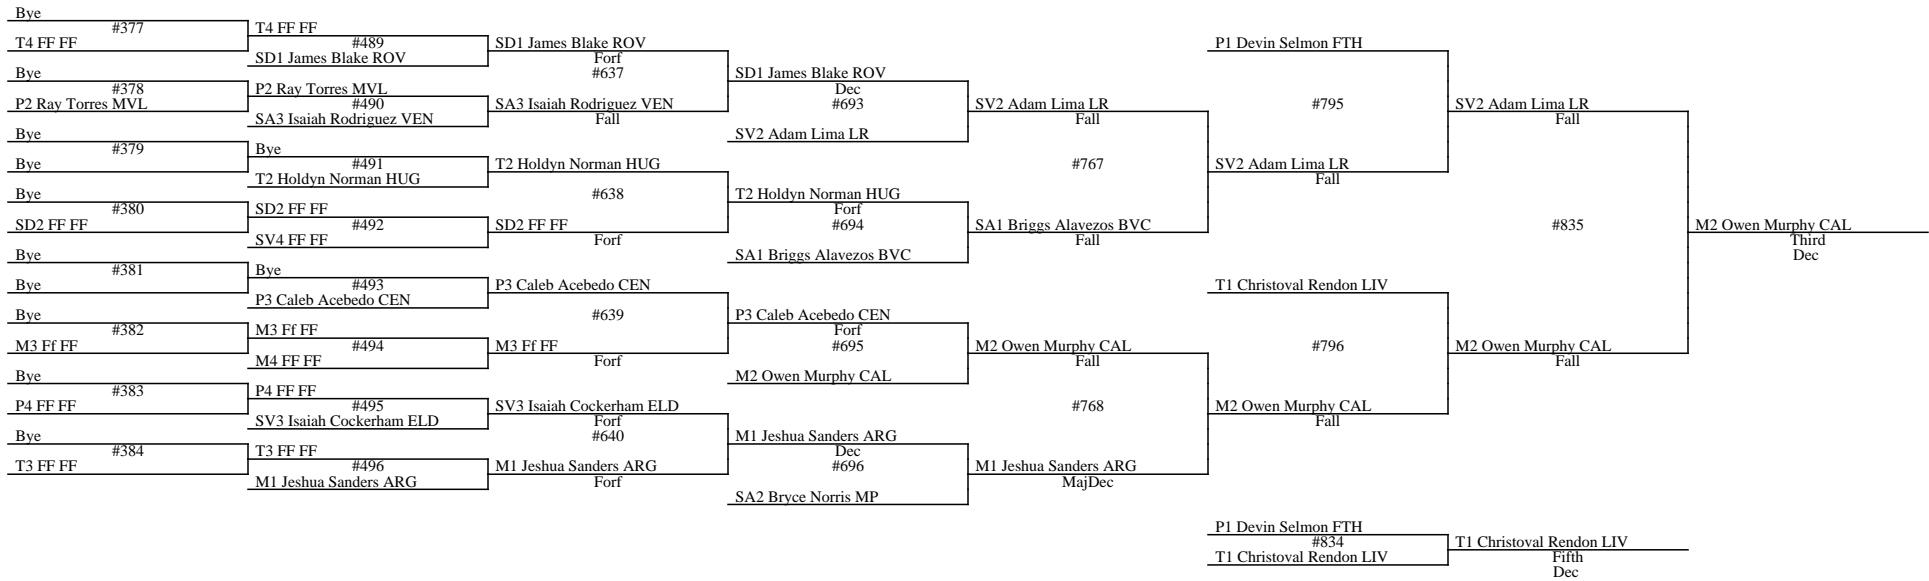 Bye
#377
T4 FF FF
Bye
#378
P2 Ray Torres MVL
Bye
#379
Bye
Bye
#380
SD2 FF FF
Bye
#381
Bye
Bye
#382
M3 Ff FF
Bye
#383
P4 FF FF
Bye
#384
T3 FF FF
T4 FF FF
#489
SD1 James Blake ROV
P2 Ray Torres MVL
#490
SA3 Isaiah Rodriguez VEN
Bye
#491
T2 Holdyn Norman HUG
SD2 FF FF
#492
SV4 FF FF
Bye
#493
P3 Caleb Acebedo CEN
M3 Ff FF
#494
M4 FF FF
P4 FF FF
#495
SV3 Isaiah Cockerham ELD
T3 FF FF
#496
M1 Jeshua Sanders ARG
SD1 James Blake ROV
Forf
#637
SA3 Isaiah Rodriguez VEN
Fall
T2 Holdyn Norman HUG
#638
SD2 FF FF
Forf
P3 Caleb Acebedo CEN
#639
M3 Ff FF
Forf
SV3 Isaiah Cockerham ELD
Forf
#640
M1 Jeshua Sanders ARG
Forf
SD1 James Blake ROV
Dec
#693
SV2 Adam Lima LR
T2 Holdyn Norman HUG
Forf
#694
SA1 Briggs Alavezos BVC
P3 Caleb Acebedo CEN
Forf
#695
M2 Owen Murphy CAL
M1 Jeshua Sanders ARG
Dec
#696
SA2 Bryce Norris MP
SV2 Adam Lima LR
Fall
#767
SA1 Briggs Alavezos BVC
Fall
M2 Owen Murphy CAL
Fall
#768
M1 Jeshua Sanders ARG
MajDec
P1 Devin Selmon FTH
#795
SV2 Adam Lima LR
Fall
T1 Christoval Rendon LIV
#796
M2 Owen Murphy CAL
Fall
SV2 Adam Lima LR
Fall
#835
M2 Owen Murphy CAL
Fall
M2 Owen Murphy CAL
Third
Dec
P1 Devin Selmon FTH
#834
T1 Christoval Rendon LIV
T1 Christoval Rendon LIV
Fifth
Dec